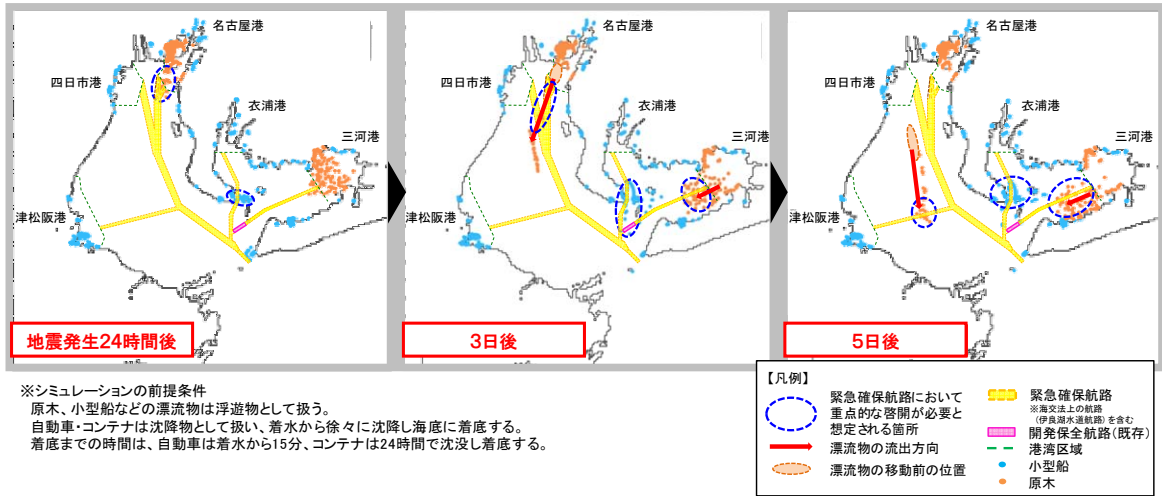 名古屋港
四日市港
衣浦港
三河港
津松阪港
地震発生24時間後
名古屋港
四日市港
衣浦港
三河港
津松阪港
3日後
名古屋港
四日市港
衣浦港
三河港
津松阪港
5日後
※シミュレーションの前提条件
原木、小型船などの漂流物は浮遊物として扱う。
自動車・コンテナは沈降物として扱い、着水から徐々に沈降し海底に着底する。
着底までの時間は、自動車は着水から15分、コンテナは24時間で沈没し着底する。
【凡例】
緊急確保航路において
重点的な啓開が必要と
想定される箇所
漂流物の流出方向
漂流物の移動前の位置
緊急確保航路
※海交法上の航路
(伊良湖水道航路)を含む
開発保全航路(既存)
港湾区域
小型船
原木